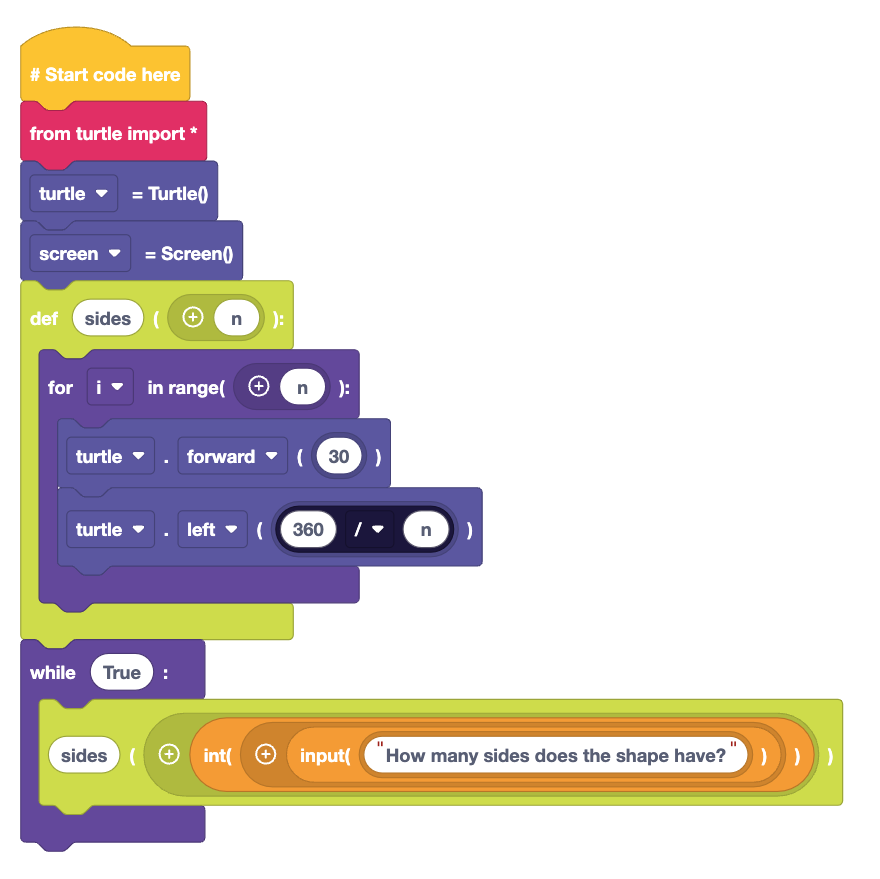 # Start code here
from turtle import *
turtle = Turtle()
screen = Screen()
def sides ( n ):
for i in range( n ):
turtle . forward ( 30 )
turtle . left ( 360 / n )
while True :
sides ( int( input( "How many sides does the shape have?" ) ) )